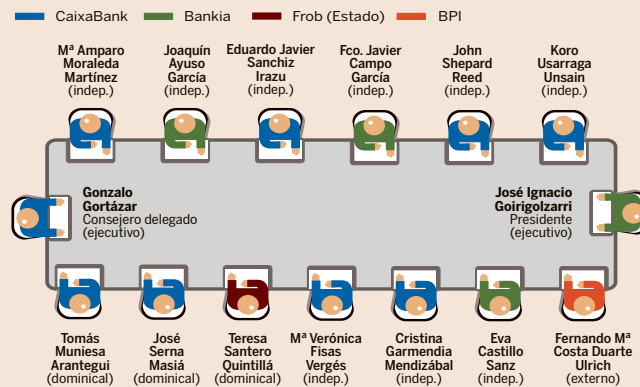 CaixaBank Bankia Frob (Estado) BPI
Mª Amparo
Moraleda
Martínez
(indep.)
Joaquín
Ayuso
García
(indep.)
Eduardo Javier
Sanchiz
Irazu
(indep.)
Fco. Javier
Campo
García
(indep.)
John
Shepard
Reed
(indep.)
Koro
Usarraga
Unsain
(indep.)
Gonzalo
Gortázar
Consejero delegado
(ejecutivo)
José Ignacio
Goirigolzarri
Presidente
(ejecutivo)
Tomás
Muniesa
Arantegui
(dominical)
José
Serna
Masiá
(dominical)
Teresa
Santero
Quintillá
(dominical)
Mª Verónica
Fisas
Vergés
(indep.)
Cristina
Garmendia
Mendizábal
(indep.)
Eva
Castillo
Sanz
(indep.)
Fernando Mª
Costa Duarte
Ulrich
(externo)